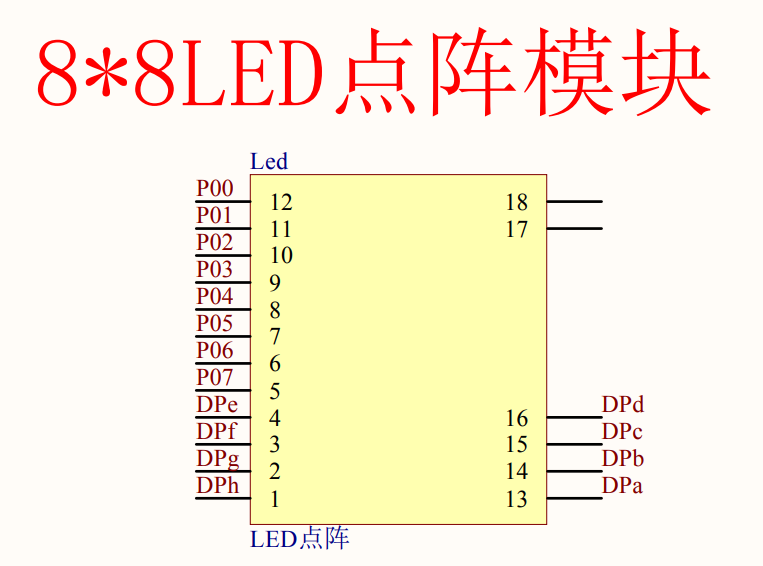 8*8LED点阵模块
Led
P00 12 18
P01 11 17
P02 10
P03 9
P04 8
P05 7
P06 6
P07 5
DPe 4 16 DPd
DPf 3 15 DPc
DPg 2 14 DPb
DPh 1 13 DPa
LED点阵